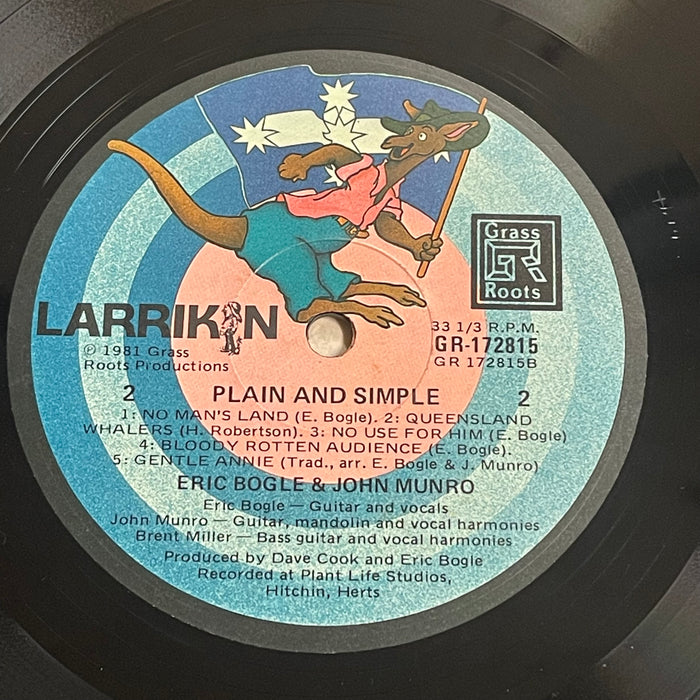 Grass
GR
Roots
LARRIKIN
33 1/3 R.P.M.
℗ 1981 Grass
Roots Productions
GR-172815
GR 172815B
2 PLAIN AND SIMPLE 2
1: NO MAN'S LAND (E. Bogle). 2: QUEENSLAND
WHALERS (H. Robertson). 3: NO USE FOR HIM (E. Bogle)
4: BLOODY ROTTEN AUDIENCE (E. Bogle).
5: GENTLE ANNIE (Trad., arr. E. Bogle & J. Munro)
ERIC BOGLE & JOHN MUNRO
Eric Bogle — Guitar and vocals
John Munro — Guitar, mandolin and vocal harmonies
Brent Miller — Bass guitar and vocal harmonies
Produced by Dave Cook and Eric Bogle
Recorded at Plant Life Studios,
Hitchin, Herts